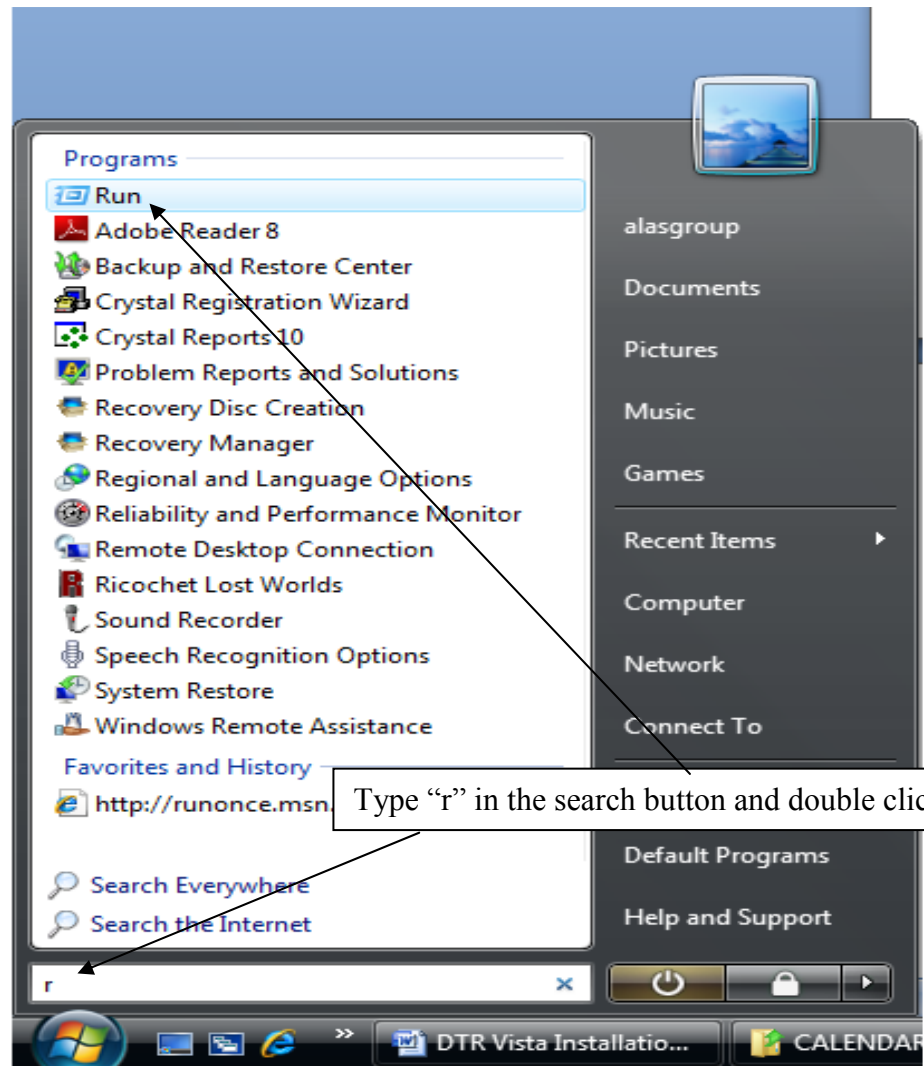 Programs
Run
Adobe Reader 8
Backup and Restore Center
Crystal Registration Wizard
Crystal Reports 10
Problem Reports and Solutions
Recovery Disc Creation
Recovery Manager
Regional and Language Options
Reliability and Performance Monitor
Remote Desktop Connection
Ricochet Lost Worlds
Sound Recorder
Speech Recognition Options
System Restore
Windows Remote Assistance
Favorites and History
http://runonce.msn.
Search Everywhere
Search the Internet
r
alasgroup
Documents
Pictures
Music
Games
Recent Items
Computer
Network
Connect To
Type “r” in the search button and double clic
Default Programs
Help and Support
DTR Vista Installatio...
CALENDAR